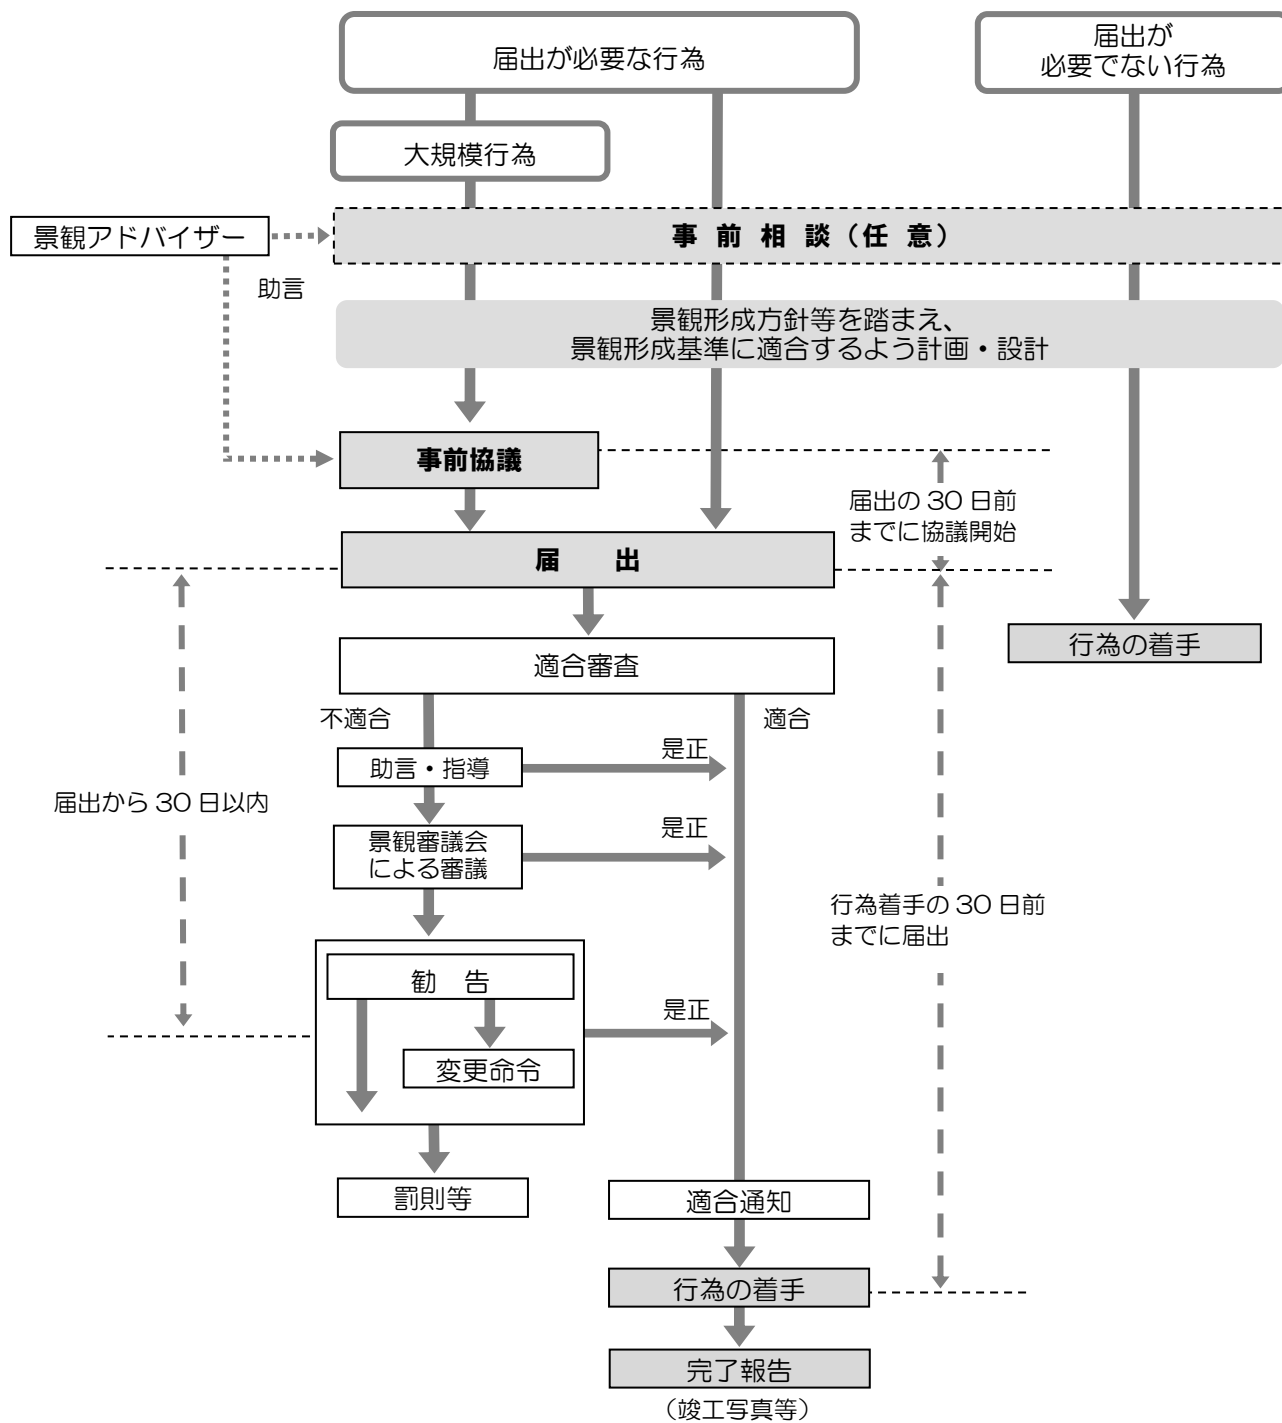 届出が必要な行為
届出が
必要でない行為
大規模行為
景観アドバイザー
事前相談（任意）
助言
景観形成方針等を踏まえ、
景観形成基準に適合するよう計画・設計
事前協議
届出の 30 日前
までに協議開始
届　出
行為の着手
適合審査
不適合
適合
助言・指導
是正
届出から 30 日以内
景観審議会
による審議
是正
行為着手の 30 日前
までに届出
勧　告
是正
変更命令
罰則等
適合通知
行為の着手
完了報告
（竣工写真等）